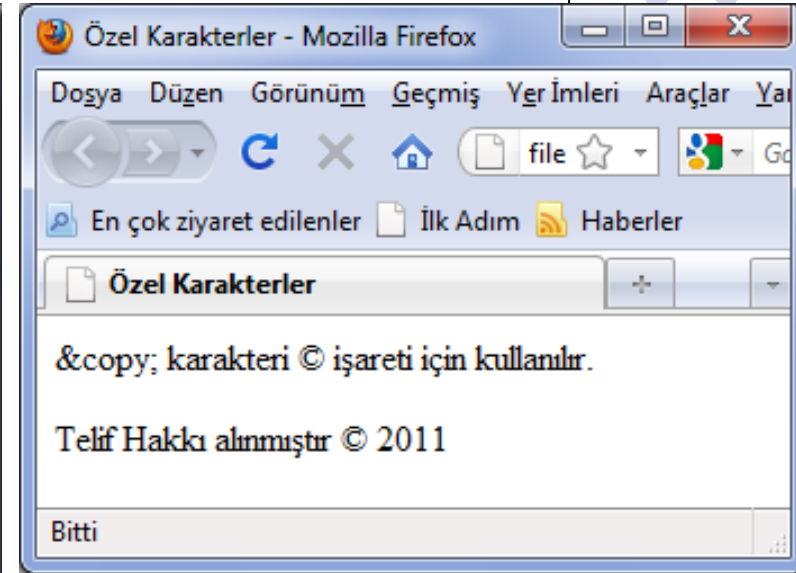 Özel Karakterler - Mozilla Firefox
Dosya Düzen Görünüm Geçmiş Yer İmleri Araçlar
file
En çok ziyaret edilenler İlk Adım Haberler
Özel Karakterler
&copy; karakteri © işareti için kullanılır.
Telif Hakkı alınmıştır © 2011
Bitti